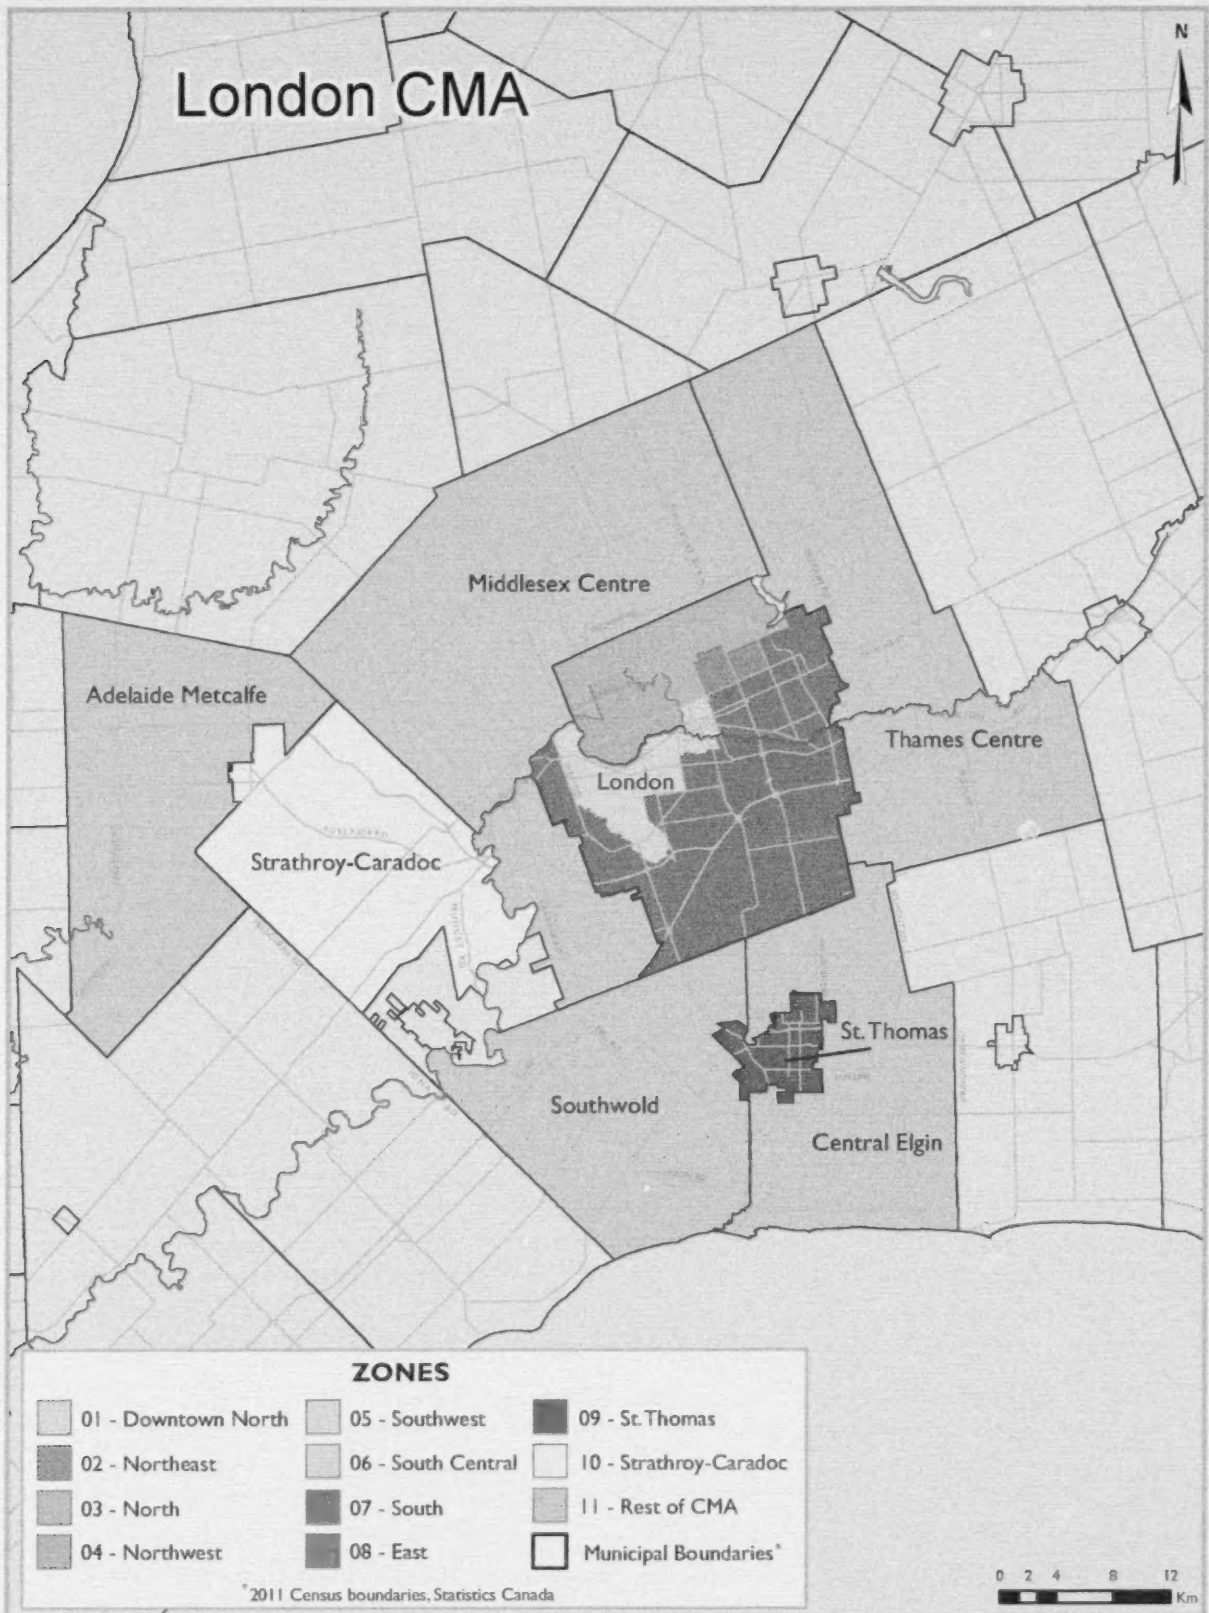 London CMA
N
Middlesex Centre
Adelaide Metcalfe
Thames Centre
London
Strathroy-Caradoc
St. Thomas
Southwold
Central Elgin
ZONES
01 - Downtown North
02 - Northeast
03 - North
04 - Northwest
05 - Southwest
06 - South Central
07 - South
08 - East
09 - St. Thomas
10 - Strathroy-Caradoc
11 - Rest of CMA
Municipal Boundaries*
*2011 Census boundaries, Statistics Canada
0 2 4 8 12
Km